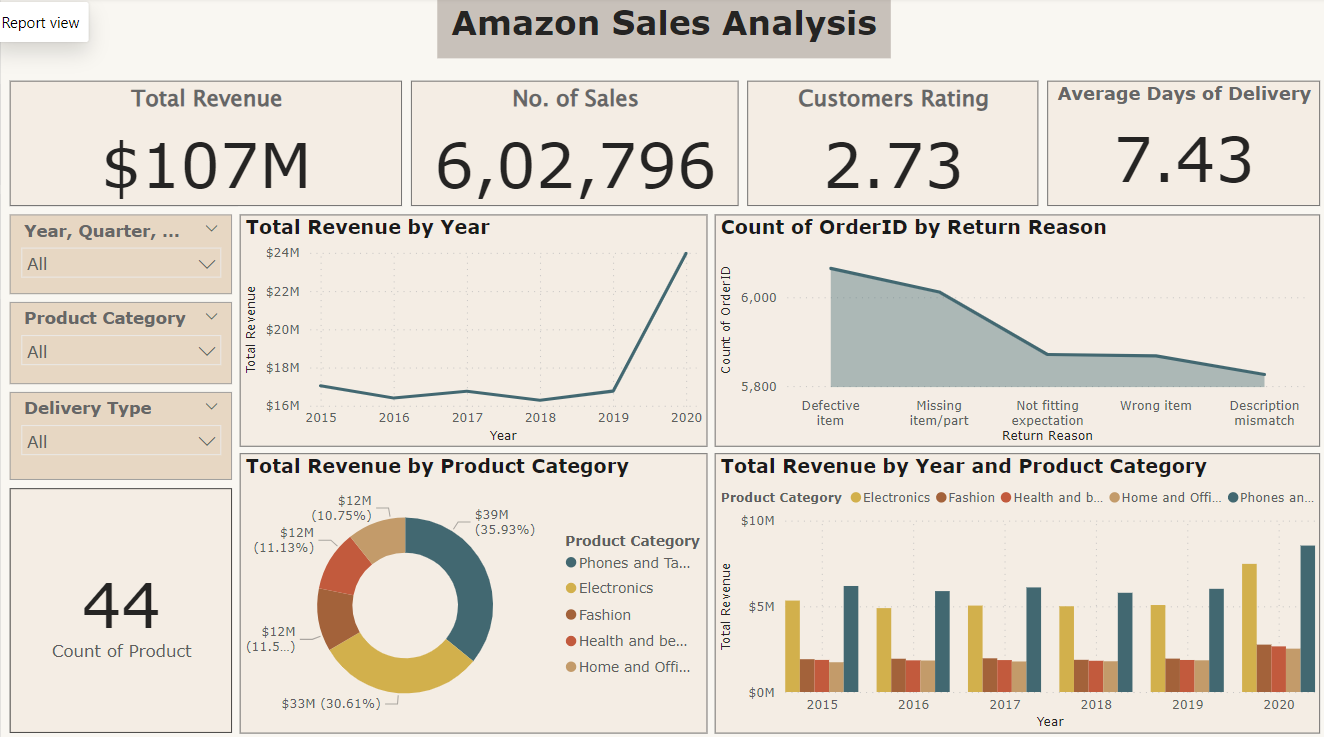 Report view
Amazon Sales Analysis
Total Revenue
$107M
No. of Sales
6,02,796
Customers Rating
2.73
Average Days of Delivery
7.43
Year, Quarter, ...
All
Product Category
All
Delivery Type
All
44
Count of Product
Total Revenue by Year
Total Revenue
$24M
$22M
$20M
$18M
$16M
2015 2016 2017 2018 2019 2020
Year
Count of OrderID by Return Reason
Count of OrderID
6,000
5,800
Defective
item
Missing
item/part
Not fitting
expectation
Wrong item
Description
mismatch
Return Reason
Total Revenue by Product Category
$12M
(10.75%)
$39M
(35.93%)
$12M
(11.13%)
$12M
(11.5...)
$33M (30.61%)
Product Category
Phones and Ta...
Electronics
Fashion
Health and be...
Home and Offi...
Total Revenue by Year and Product Category
Product Category Electronics Fashion Health and b... Home and Offi... Phones an...
Total Revenue
$10M
$5M
$0M
2015 2016 2017 2018 2019 2020
Year